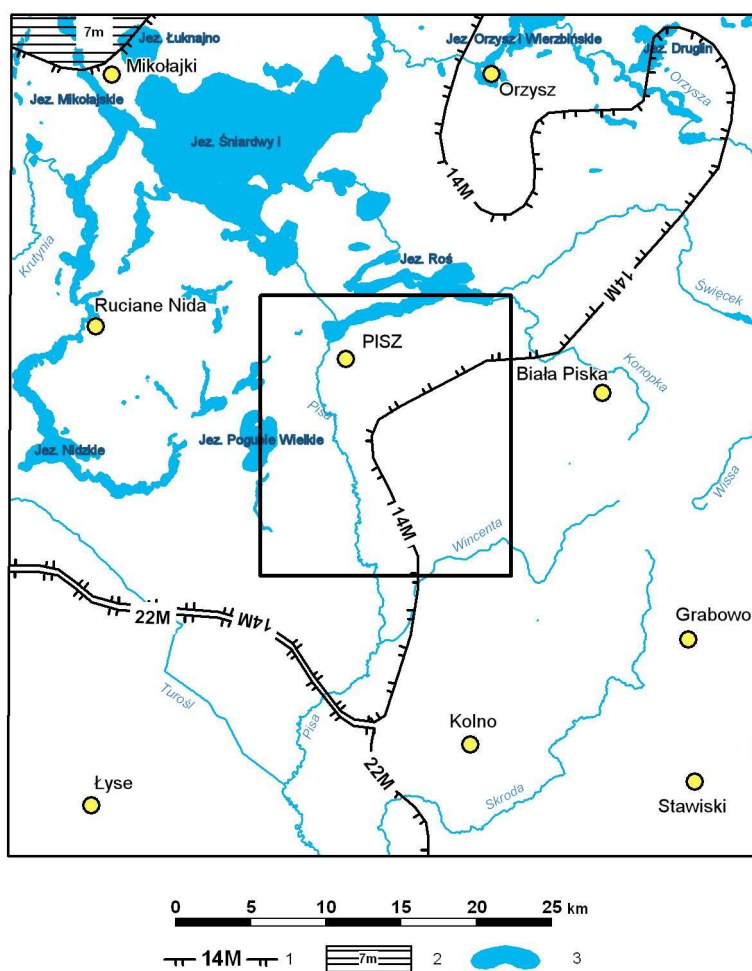 7m
Jez. Łuknajno
Mikołajki
Jez. Mikołajskie
Jez. Orzysz i Wierzbińskie
Jez. Druglin
Orzysz
Orzysza
Jez. Śniardwy I
14M
Krutynia
Jez. Roś
14M
Święcek
Ruciane Nida
PISZ
Biała Piska
Konopka
Pisa
Jez. Nidzkie
Jez. Pogubie Wielkie
Wissa
14M
Wincenta
22M
14M
Grabowo
Turośl
Pisa
Kolno
22M
Skroda
Łyse
Stawiski
0 5 10 15 20 25 km
14M 1 7m 2 3